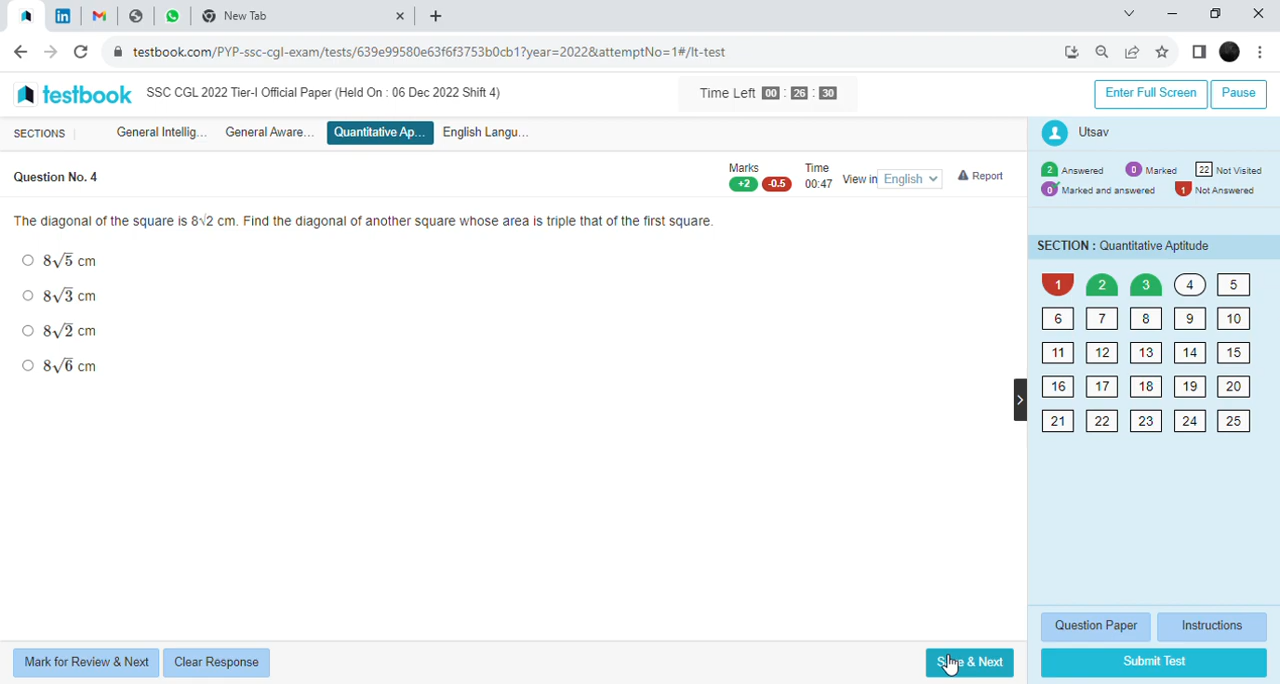 New Tab
testbook.com/PYP-ssc-cgl-exam/tests/639e99580e63f6f3753b0cb1?year=2022&attemptNo=1#/lt-test
testbook SSC CGL 2022 Tier-I Official Paper (Held On : 06 Dec 2022 Shift 4) Time Left 00 : 26 : 30 Enter Full Screen Pause
SECTIONS General Intellig... General Aware... Quantitative Ap... English Langu... Utsav
Question No. 4 Marks +2 -0.5 Time 00:47 View in English Report
2 Answered 0 Marked 22 Not Visited
0 Marked and answered 1 Not Answered
The diagonal of the square is 8√2 cm. Find the diagonal of another square whose area is triple that of the first square.
8√5 cm
8√3 cm
8√2 cm
8√6 cm
SECTION : Quantitative Aptitude
1 2 3 4 5
6 7 8 9 10
11 12 13 14 15
16 17 18 19 20
21 22 23 24 25
Question Paper Instructions
Mark for Review & Next Clear Response & Next Submit Test